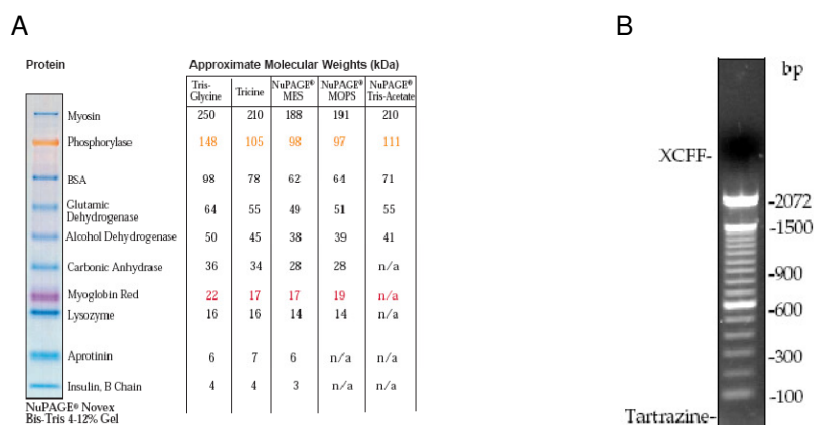 A
B
Protein
Approximate Molecular Weights (kDa)
Tris-Glycine Tricine NuPAGE® MES NuPAGE® MOPS NuPAGE® Tris-Acetate
Myosin 250 210 188 191 210
Phosphorylase 148 105 98 97 111
BSA 98 78 62 64 71
Glutamic Dehydrogenase 64 55 49 51 55
Alcohol Dehydrogenase 50 45 38 39 41
Carbonic Anhydrase 36 34 28 28 n/a
Myoglobin Red 22 17 17 19 n/a
Lysozyme 16 16 14 14 n/a
Aprotinin 6 7 6 n/a n/a
Insulin, B Chain 4 4 3 n/a n/a
NuPAGE® Novex
Bis-Tris 4-12% Gel
bp
XCFF-
-2072
-1500
-900
-600
-300
-100
Tartrazine-